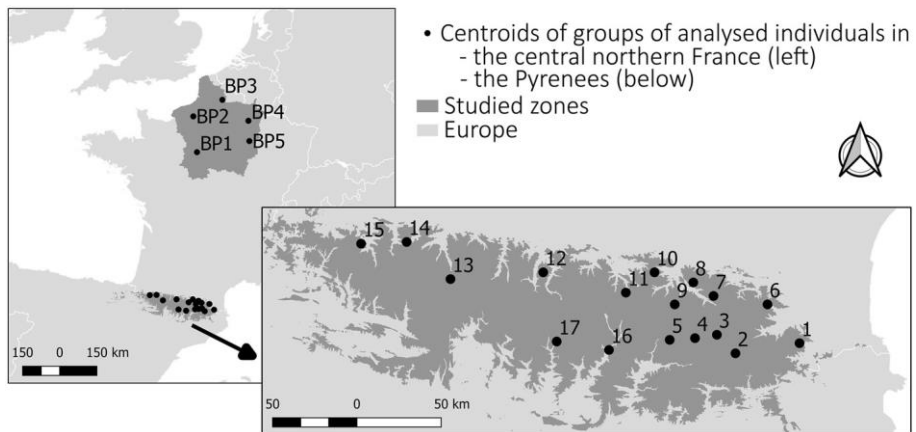 • Centroids of groups of analysed individuals in
- the central northern France (left)
- the Pyrenees (below)
Studied zones
Europe
BP3
BP2
BP4
BP1
BP5
150 0 150 km
15
14
13
12
11
10
9
8
7
6
5
4
3
2
1
17
16
50 0 50 km